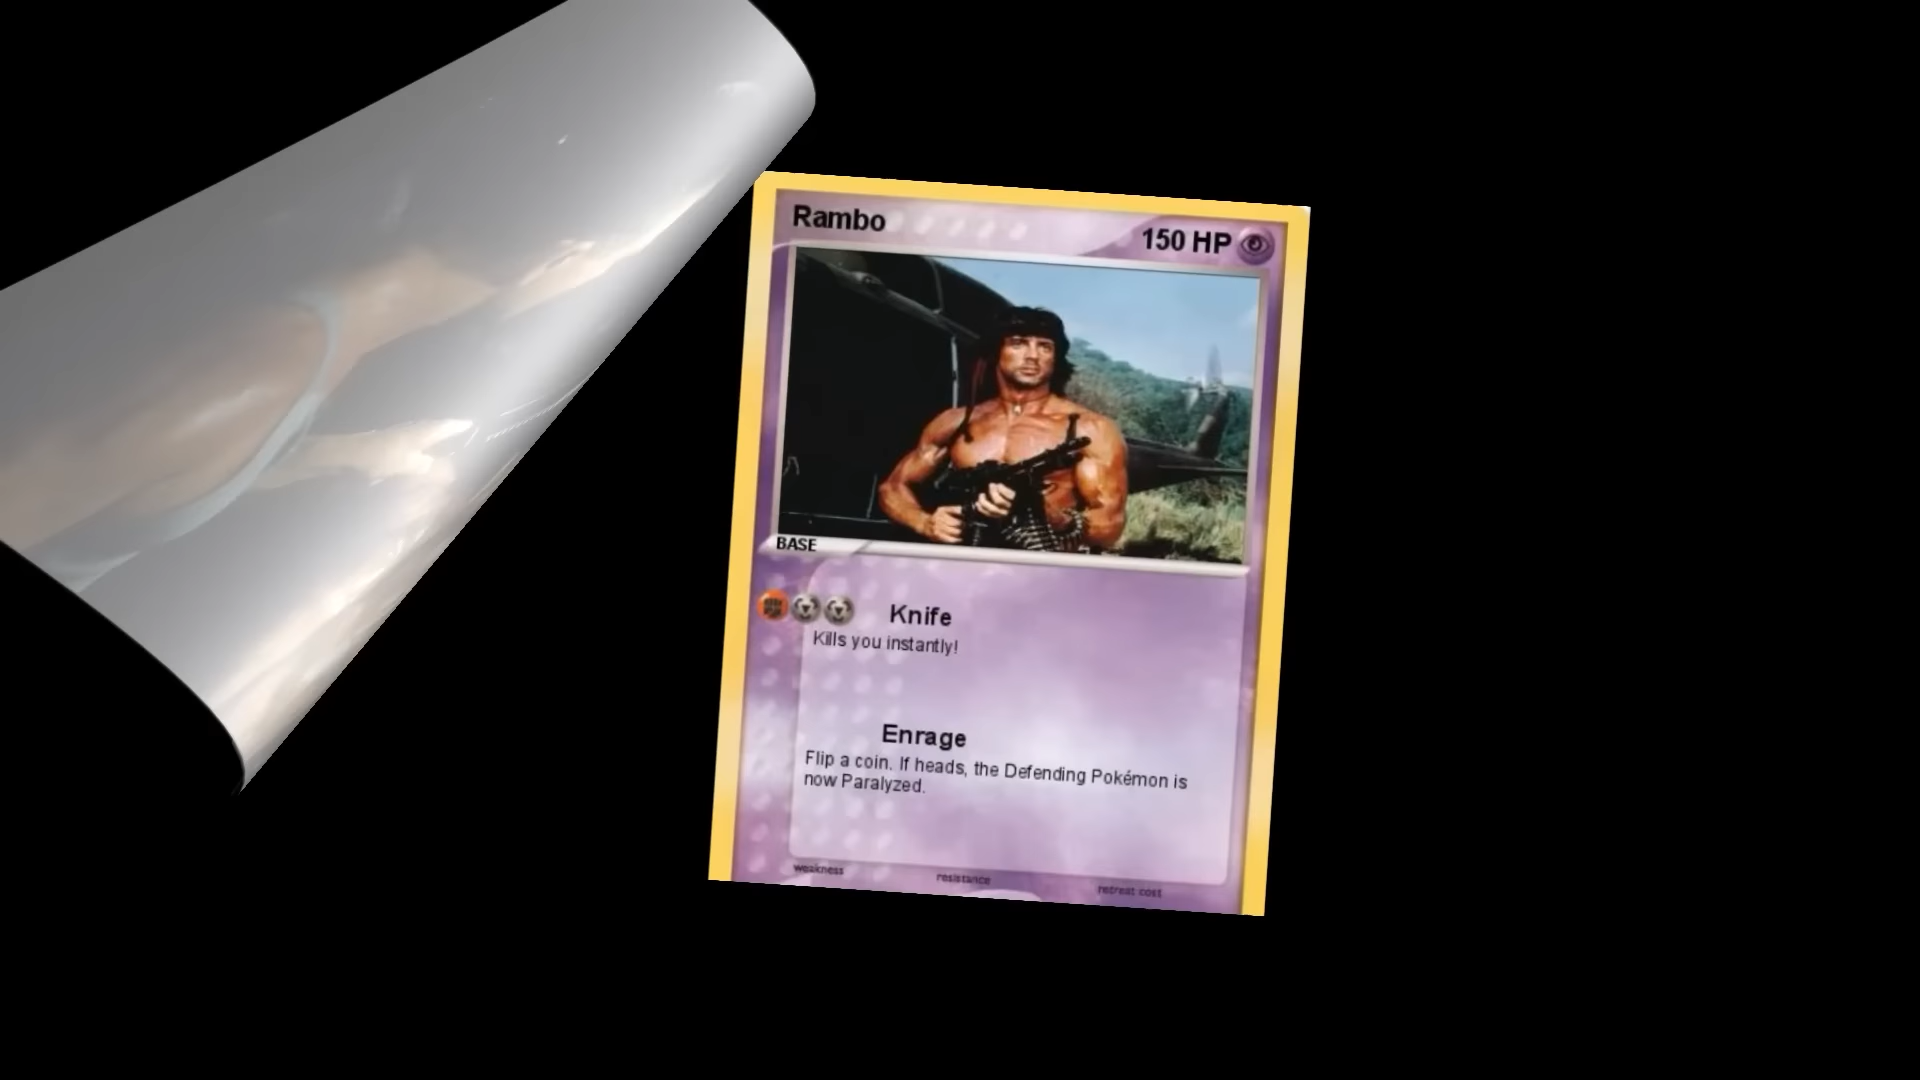 Rambo
150 HP
BASE
Knife
Kills you instantly!
Enrage
Flip a coin. If heads, the Defending Pokémon is
now Paralyzed.
weakness resistance retreat cost